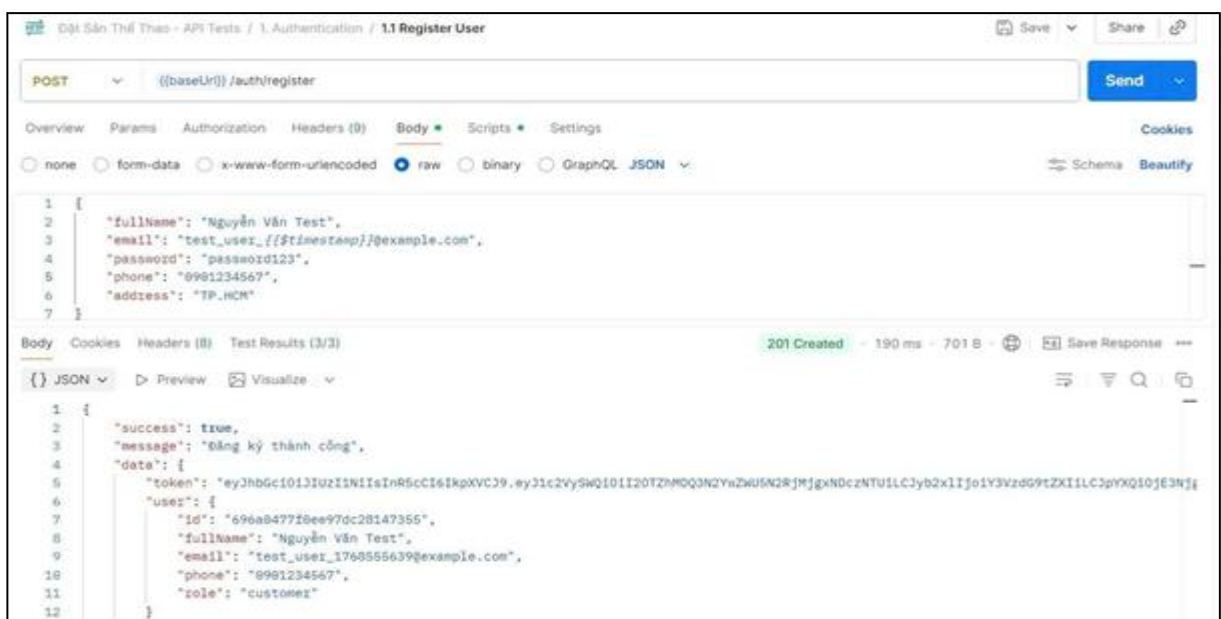 Đặt Sân Thể Thao - API Tests / 1. Authentication / 1.1 Register User Save Share
POST {{baseUrl}} /auth/register Send
Overview Params Authorization Headers (9) Body Scripts Settings Cookies
none form-data x-www-form-urlencoded raw binary GraphQL JSON Schema Beautify
1 {
2 "fullName": "Nguyễn Văn Test",
3 "email": "test_user_{{$timestamp}}@example.com",
4 "password": "password123",
5 "phone": "0901234567",
6 "address": "TP.HCM"
7 }
Body Cookies Headers (8) Test Results (3/3) 201 Created 190 ms 701 B Save Response
{} JSON Preview Visualize
1 {
2 "success": true,
3 "message": "Đăng ký thành công",
4 "data": {
5 "token":
6 "user": {
7 "id": "696a0477f0ee97dc28147355",
8 "fullName": "Nguyễn Văn Test",
9 "email": "test_user_1768555639@example.com",
10 "phone": "0901234567",
11 "role": "customer"
12 }